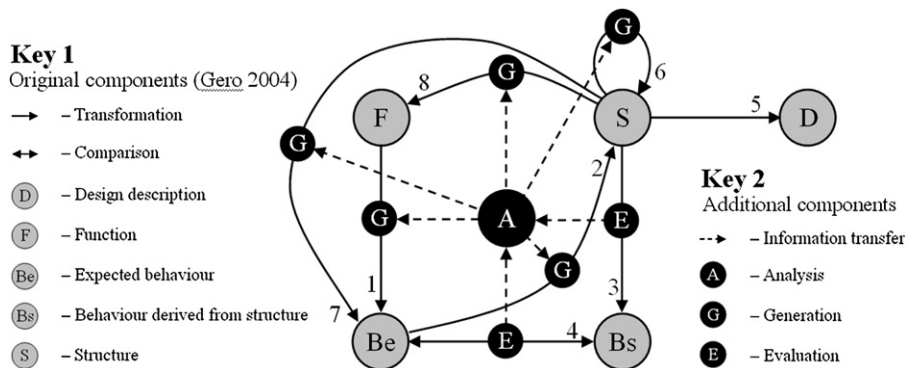 Key 1
Original components (Gero 2004)
– Transformation
– Comparison
D – Design description
F – Function
Be – Expected behaviour
Bs – Behaviour derived from structure
S – Structure
G
6
8
G
F
S
5
D
G
2
G
A
E
G
1
3
7
Be
E
4
Bs
Key 2
Additional components
– Information transfer
A – Analysis
G – Generation
E – Evaluation